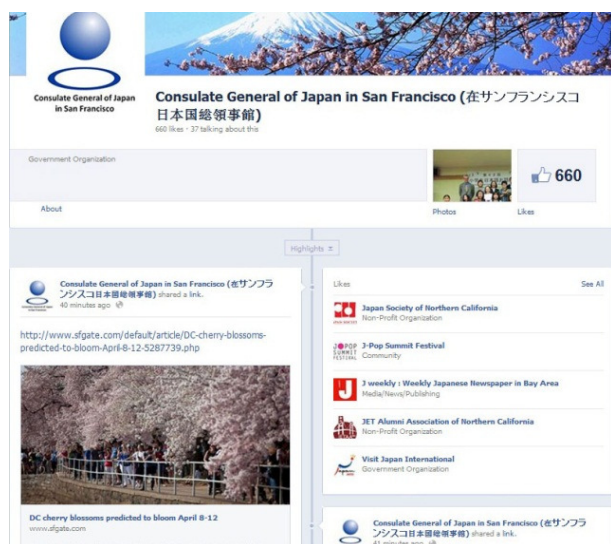 Consulate General of Japan
in San Francisco
Consulate General of Japan in San Francisco (在サンフランシスコ
日本国総領事館)
660 likes · 37 talking about this
Government Organization
660
About
Photos
Likes
Highlights
Consulate General of Japan in San Francisco (在サンフラ
ンシスコ日本国総領事館) shared a link.
40 minutes ago
http://www.sfgate.com/default/article/DC-cherry-blossoms-
predicted-to-bloom-April-8-12-5287739.php
DC cherry blossoms predicted to bloom April 8-12
www.sfgate.com
Likes
See All
Japan Society of Northern California
Non-Profit Organization
J-POP
SUMMIT
FESTIVAL
J-Pop Summit Festival
Community
J
J weekly : Weekly Japanese Newspaper in Bay Area
Media/News/Publishing
JET Alumni Association of Northern California
Non-Profit Organization
Visit Japan International
Government Organization
Consulate General of Japan in San Francisco (在サンフラ
ンシスコ日本国総領事館) shared a link.
41 minutes ago